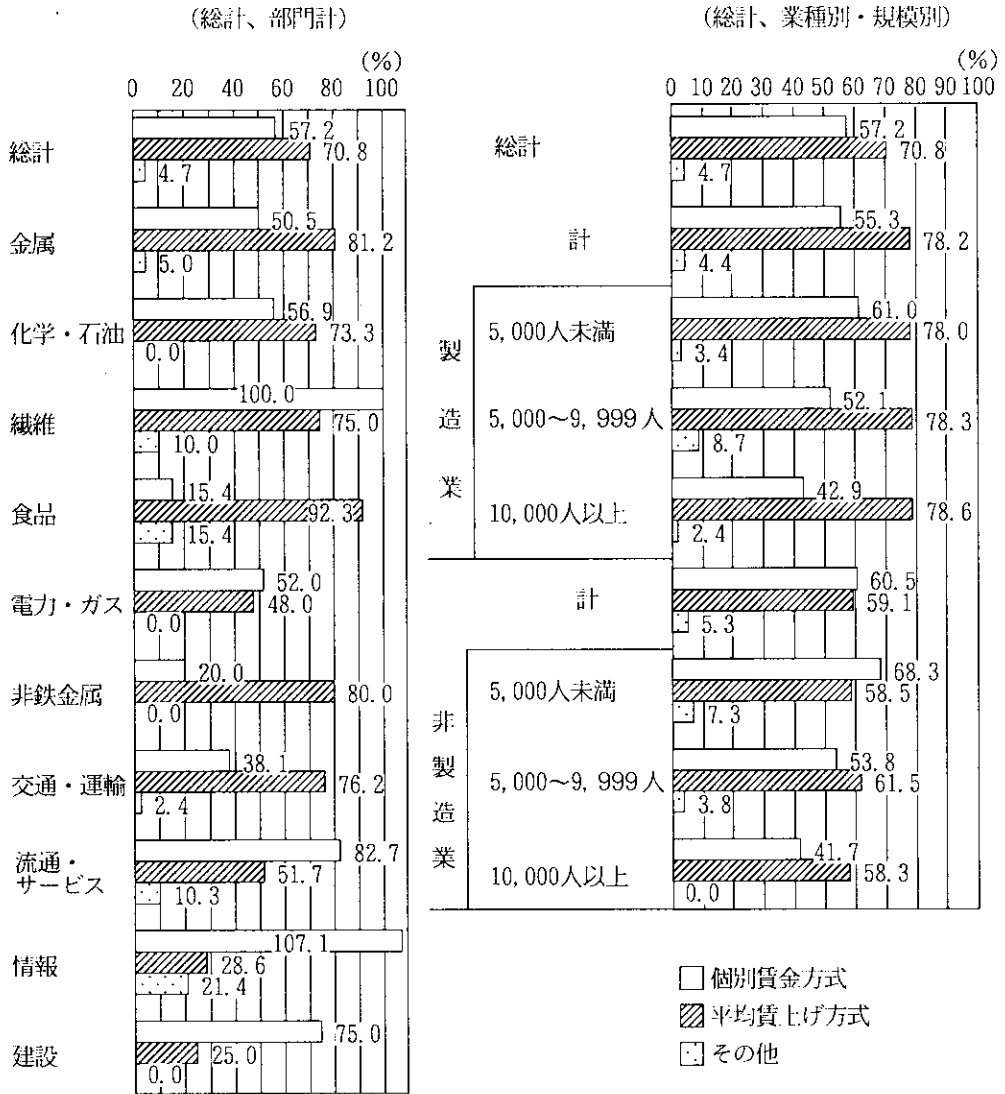 (総計、部門計)
(%)
0 20 40 60 80 100
総計
57.2
70.8
4.7
金属
50.5
81.2
5.0
化学・石油
56.9
73.3
0.0
繊維
100.0
75.0
10.0
食品
15.4
92.3
15.4
電力・ガス
52.0
48.0
0.0
非鉄金属
20.0
80.0
0.0
交通・運輸
38.1
76.2
2.4
流通・
サービス
82.7
51.7
10.3
情報
107.1
28.6
21.4
建設
75.0
25.0
0.0
(総計、業種別・規模別)
(%)
0 10 20 30 40 50 60 70 80 90 100
総計
57.2
70.8
4.7
計
55.3
78.2
4.4
製造業
5,000人未満
61.0
78.0
3.4
5,000〜9,999人
52.1
78.3
8.7
10,000人以上
42.9
78.6
2.4
計
60.5
59.1
5.3
非製造業
5,000人未満
68.3
58.5
7.3
5,000〜9,999人
53.8
61.5
3.8
10,000人以上
41.7
58.3
0.0
個別賃金方式
平均賃上げ方式
その他